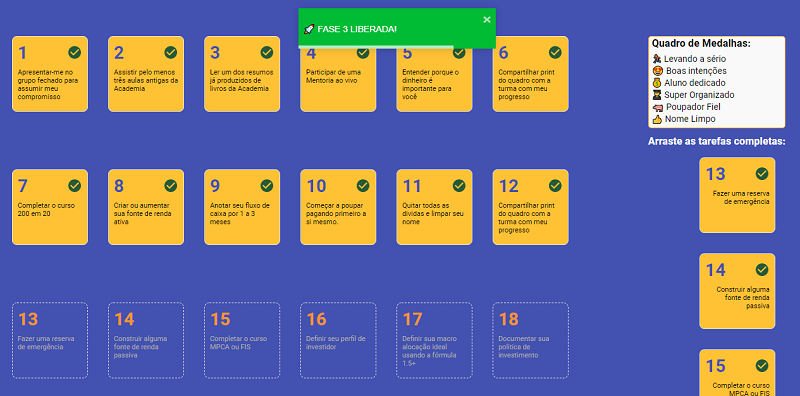 FASE 3 LIBERADA!
1
Apresentar-me no
grupo fechado para
assumir meu
compromisso
2
Assistir pelo menos
três aulas antigas da
Academia
3
Ler um dos resumos
já produzidos de
livros da Academia
4
Participar de uma
Mentoria ao vivo
5
Entender porque o
dinheiro é
importante para
você
6
Compartilhar print
do quadro com a
turma com meu
progresso
7
Completar o curso
200 em 20
8
Criar ou aumentar
sua fonte de renda
ativa
9
Anotar seu fluxo de
caixa por 1 a 3
meses
10
Começar a poupar
pagando primeiro a
si mesmo.
11
Quitar todas as
dívidas e limpar seu
nome
12
Compartilhar print
do quadro com a
turma com meu
progresso
13
Fazer uma reserva
de emergência
14
Construir alguma
fonte de renda
passiva
15
Completar o curso
MPCA ou FIS
16
Definir seu perfil de
investidor
17
Definir sua macro
alocação ideal
usando a fórmula
1.5+
18
Documentar sua
política de
investimento
Quadro de Medalhas:
Levando a sério
Boas intenções
Aluno dedicado
Super Organizado
Poupador Fiel
Nome Limpo
Arraste as tarefas completas:
13
Fazer uma reserva
de emergência
14
Construir alguma
fonte de renda
passiva
15
Completar o curso
MPCA ou FIS